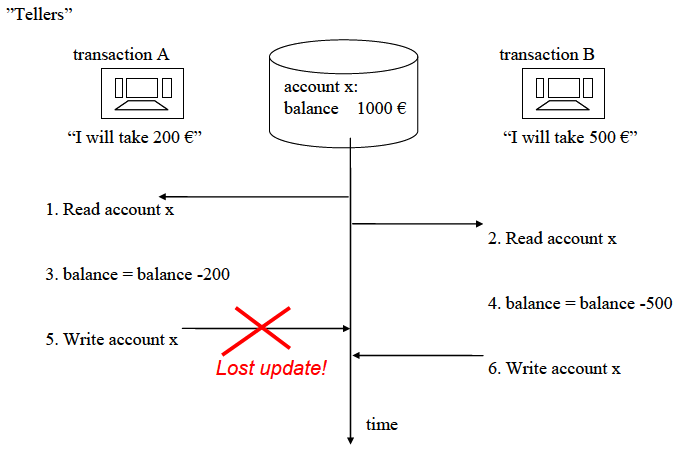 ”Tellers”
transaction A
transaction B
account x:
balance 1000 €
“I will take 200 €”
“I will take 500 €”
1. Read account x
2. Read account x
3. balance = balance -200
4. balance = balance -500
5. Write account x
Lost update!
6. Write account x
time